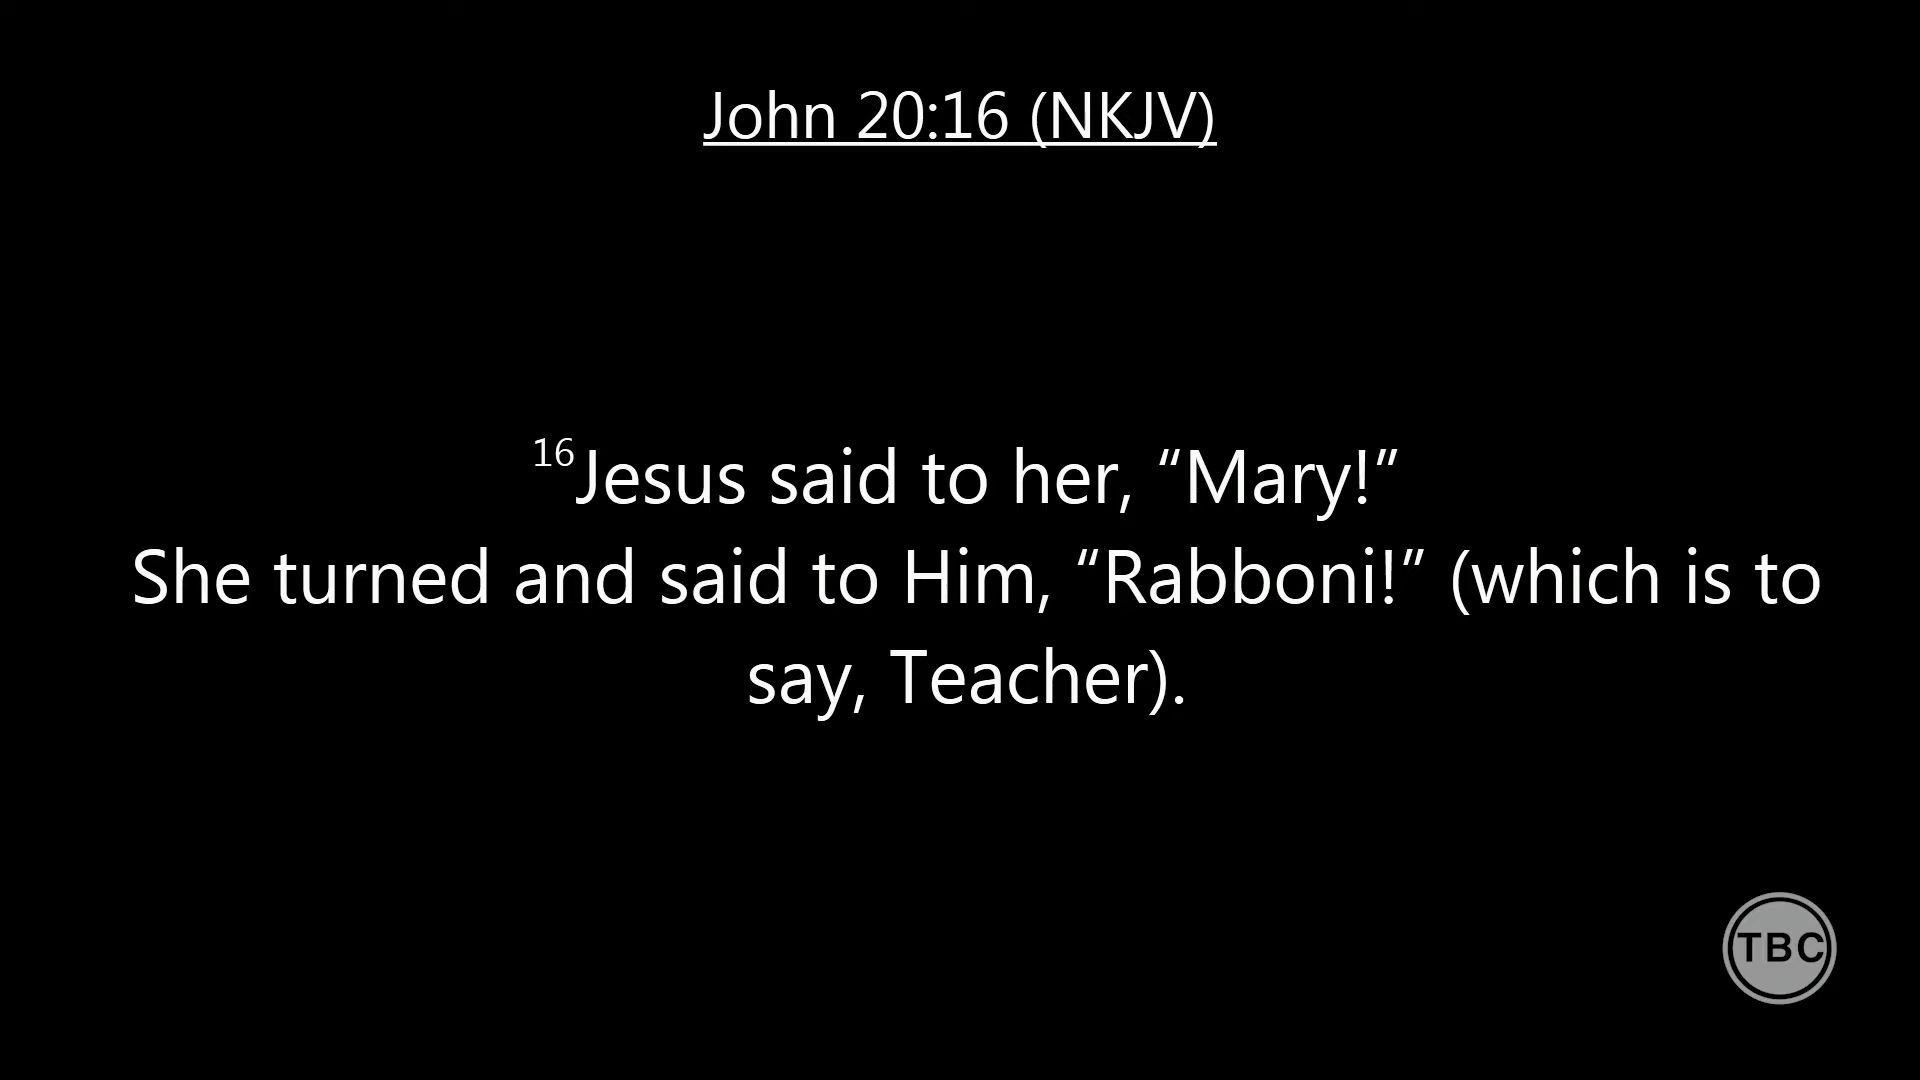 John 20:16 (NKJV)
16Jesus said to her, “Mary!”
She turned and said to Him, “Rabboni!” (which is to
say, Teacher).
TBC